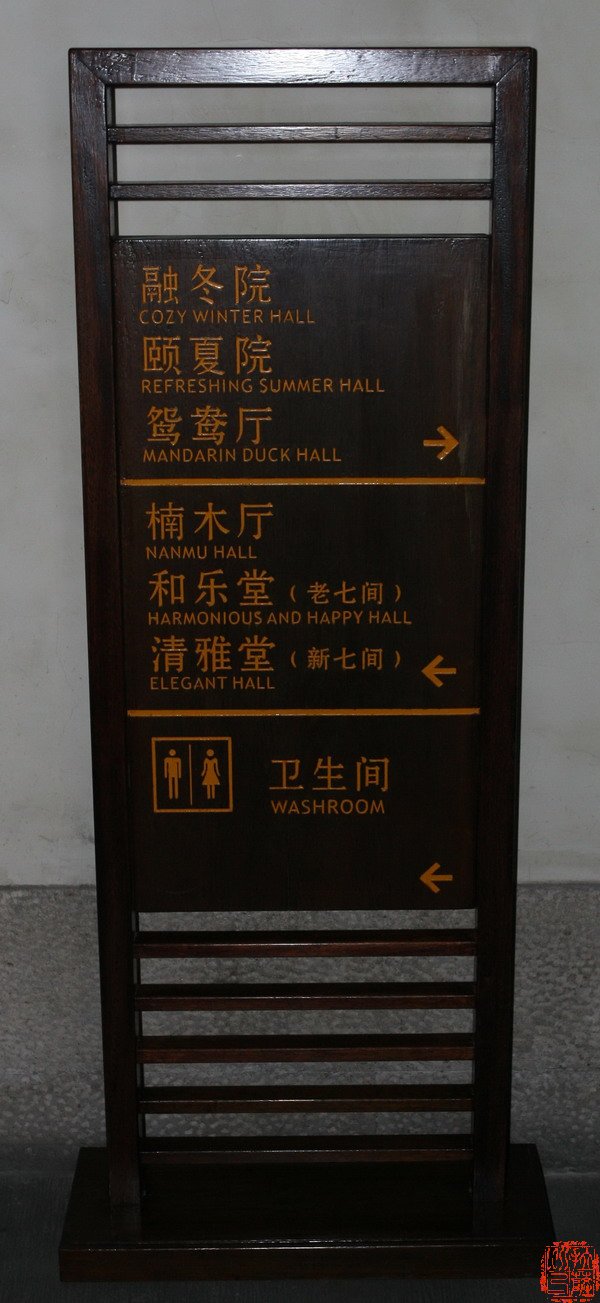 融冬院
COZY WINTER HALL
颐夏院
REFRESHING SUMMER HALL
鸳鸯厅
MANDARIN DUCK HALL
→
楠木厅
NANMU HALL
和乐堂（老七间）
HARMONIOUS AND HAPPY HALL
清雅堂（新七间）
ELEGANT HALL
←
卫生间
WASHROOM
←